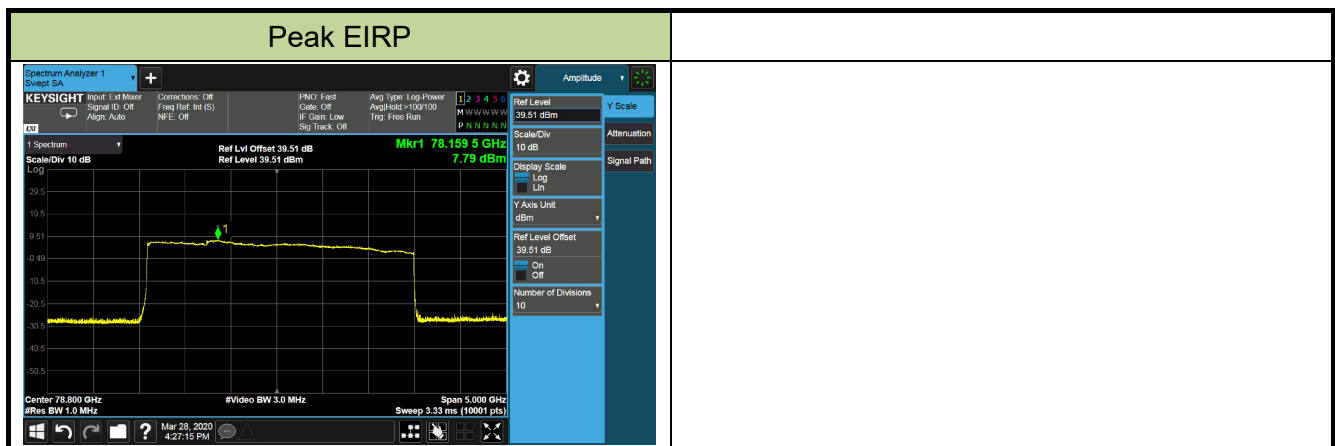 Peak EIRP
Spectrum Analyzer 1
Swept SA
+
Amplitude
KEYSIGHT
Input: Ext Mixer
Signal ID: Off
Align: Auto
Corrections: Off
Freq Ref: Int (S)
NFE: Off
PNO: Fast
Gate: Off
IF Gain: Low
Sig Track: Off
Avg Type: Log-Power
Avg|Hold:>100/100
Trig: Free Run
1 2 3 4 5 6
M W W W W W
P N N N N N
LXI
1 Spectrum
Scale/Div 10 dB
Log
Ref Lvl Offset 39.51 dB
Ref Level 39.51 dBm
Mkr1 78.159 5 GHz
7.79 dBm
29.5
19.5
9.51
-0.49
-10.5
-20.5
-30.5
-40.5
-50.5
1
Center 78.800 GHz
#Res BW 1.0 MHz
#Video BW 3.0 MHz
Span 5.000 GHz
Sweep 3.33 ms (10001 pts)
Ref Level
39.51 dBm
Scale/Div
10 dB
Display Scale
Log
Lin
Y Axis Unit
dBm
Ref Level Offset
39.51 dB
On
Off
Number of Divisions
10
Y Scale
Attenuation
Signal Path
?
Mar 28, 2020
4:27:15 PM